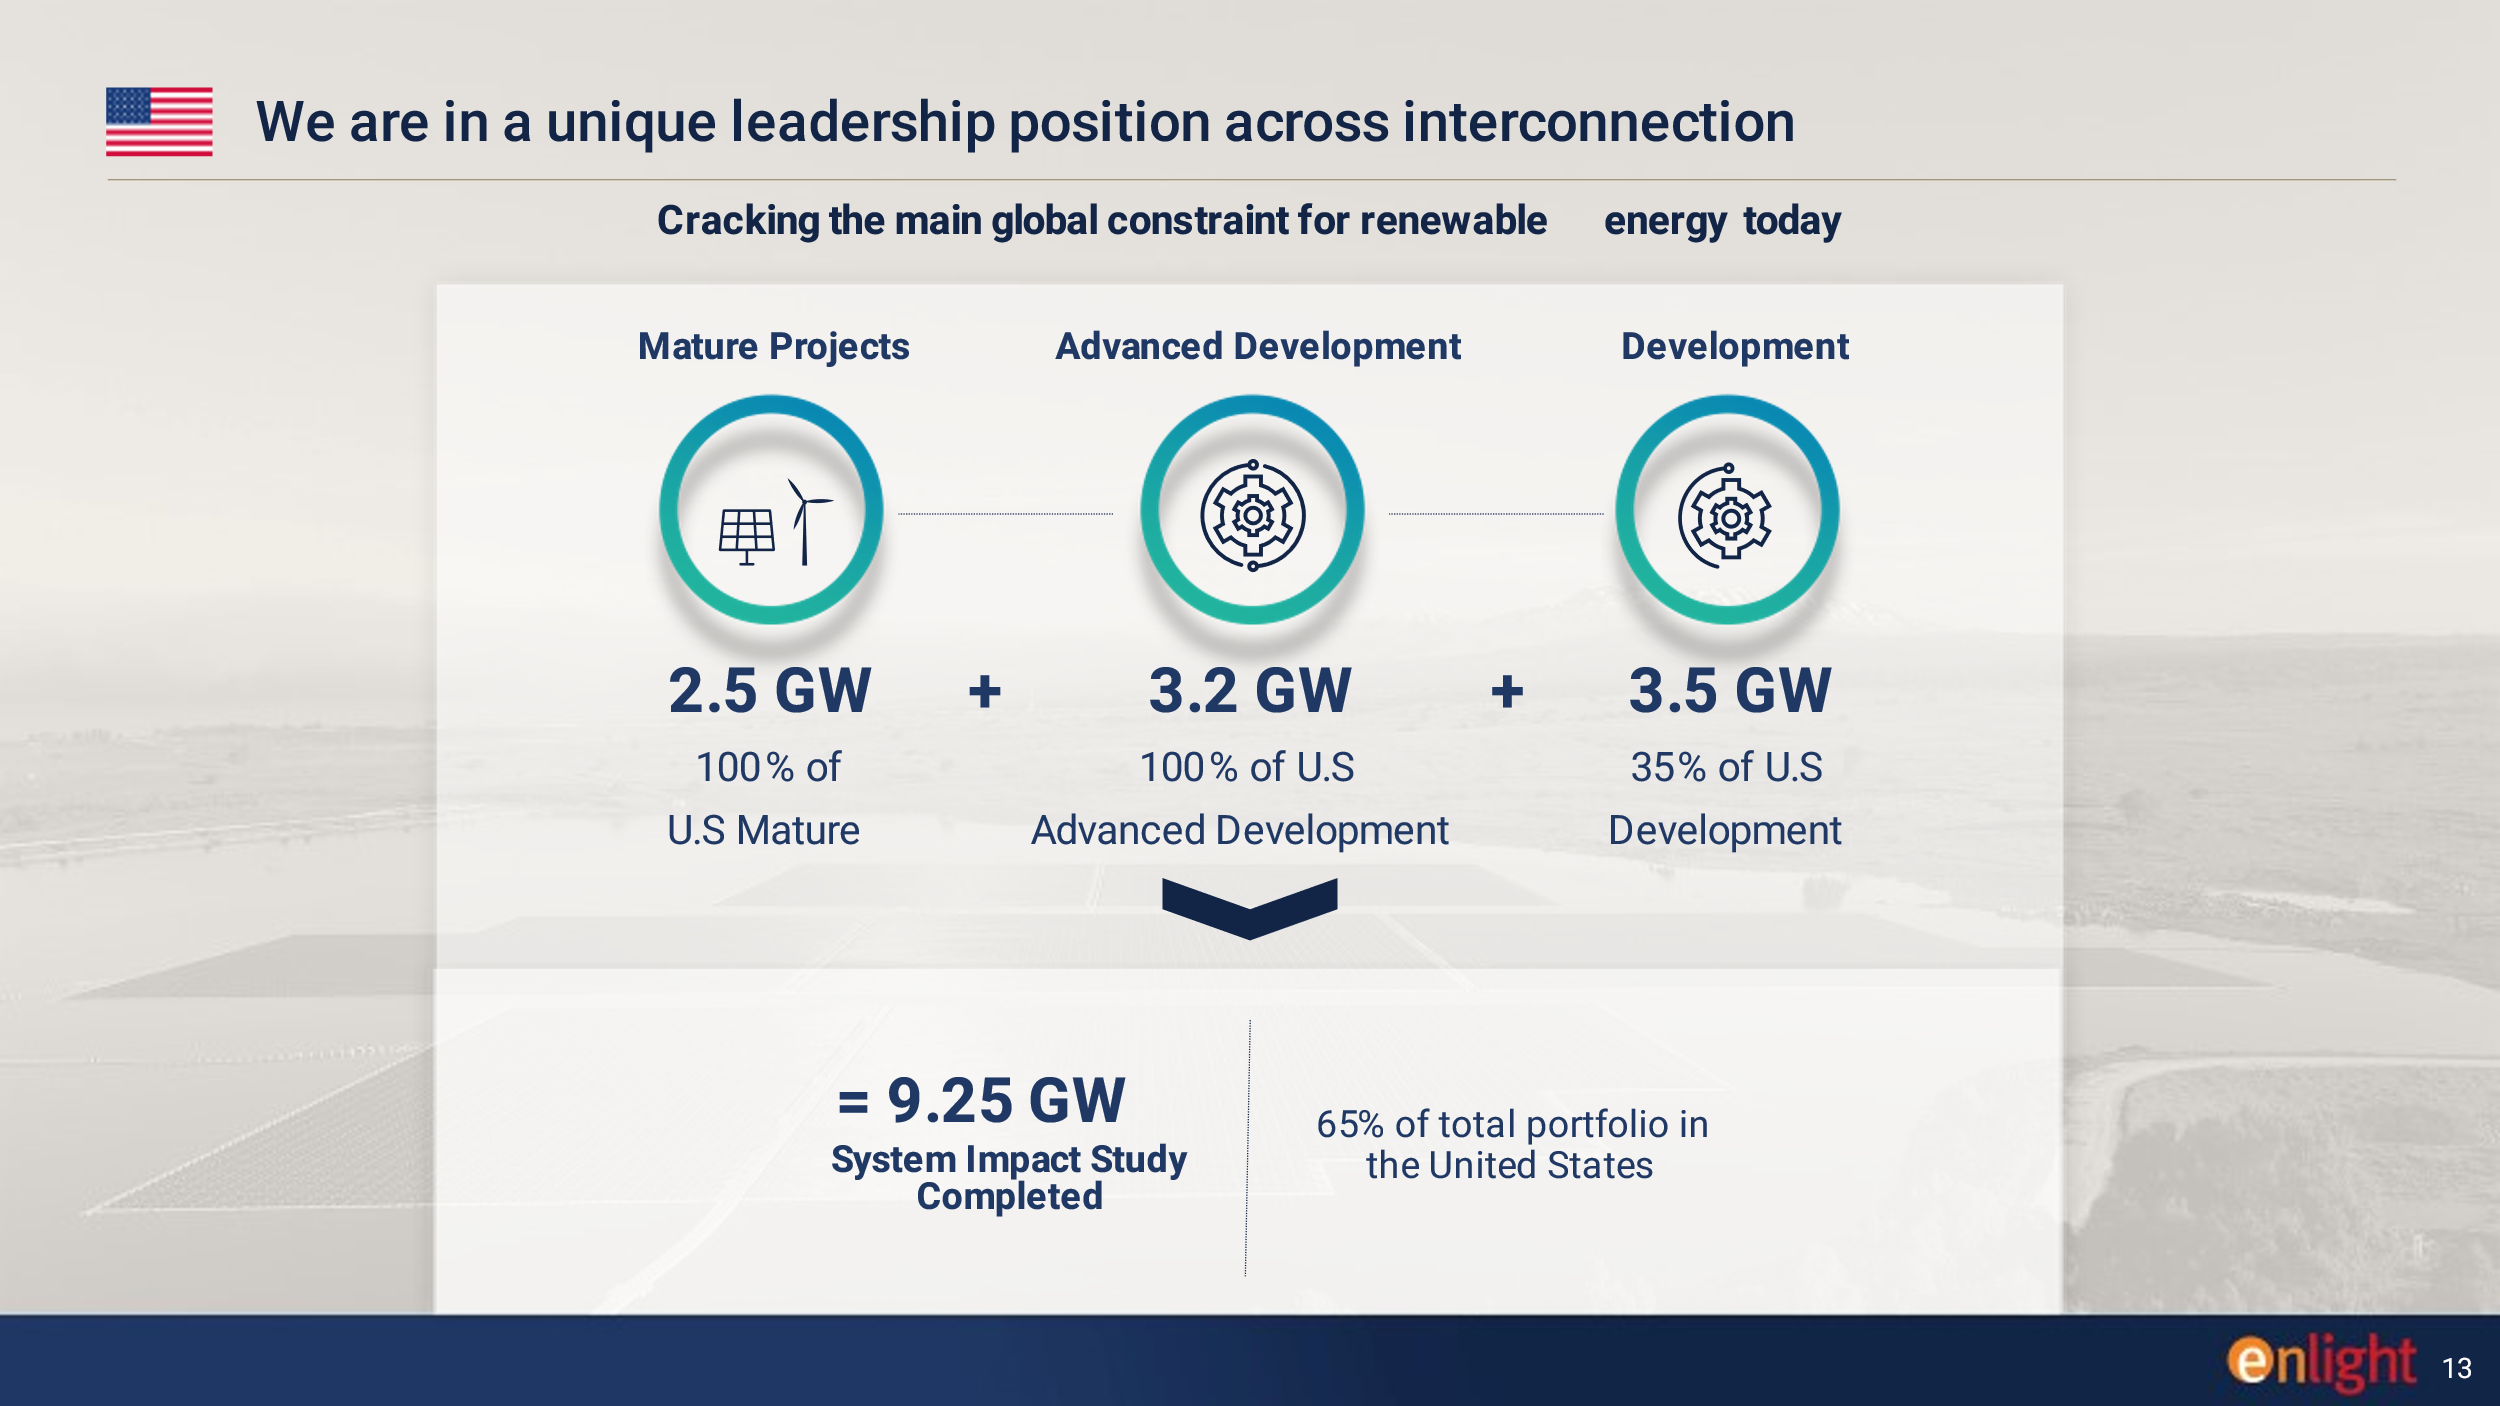 We are in a unique leadership position across interconnection
Cracking the main global constraint for renewable energy today
Mature Projects
Advanced Development
Development
2.5 GW + 3.2 GW + 3.5 GW
100% of
U.S Mature
100% of U.S
Advanced Development
35% of U.S
Development
= 9.25 GW
System Impact Study
Completed
65% of total portfolio in
the United States
enlight
13